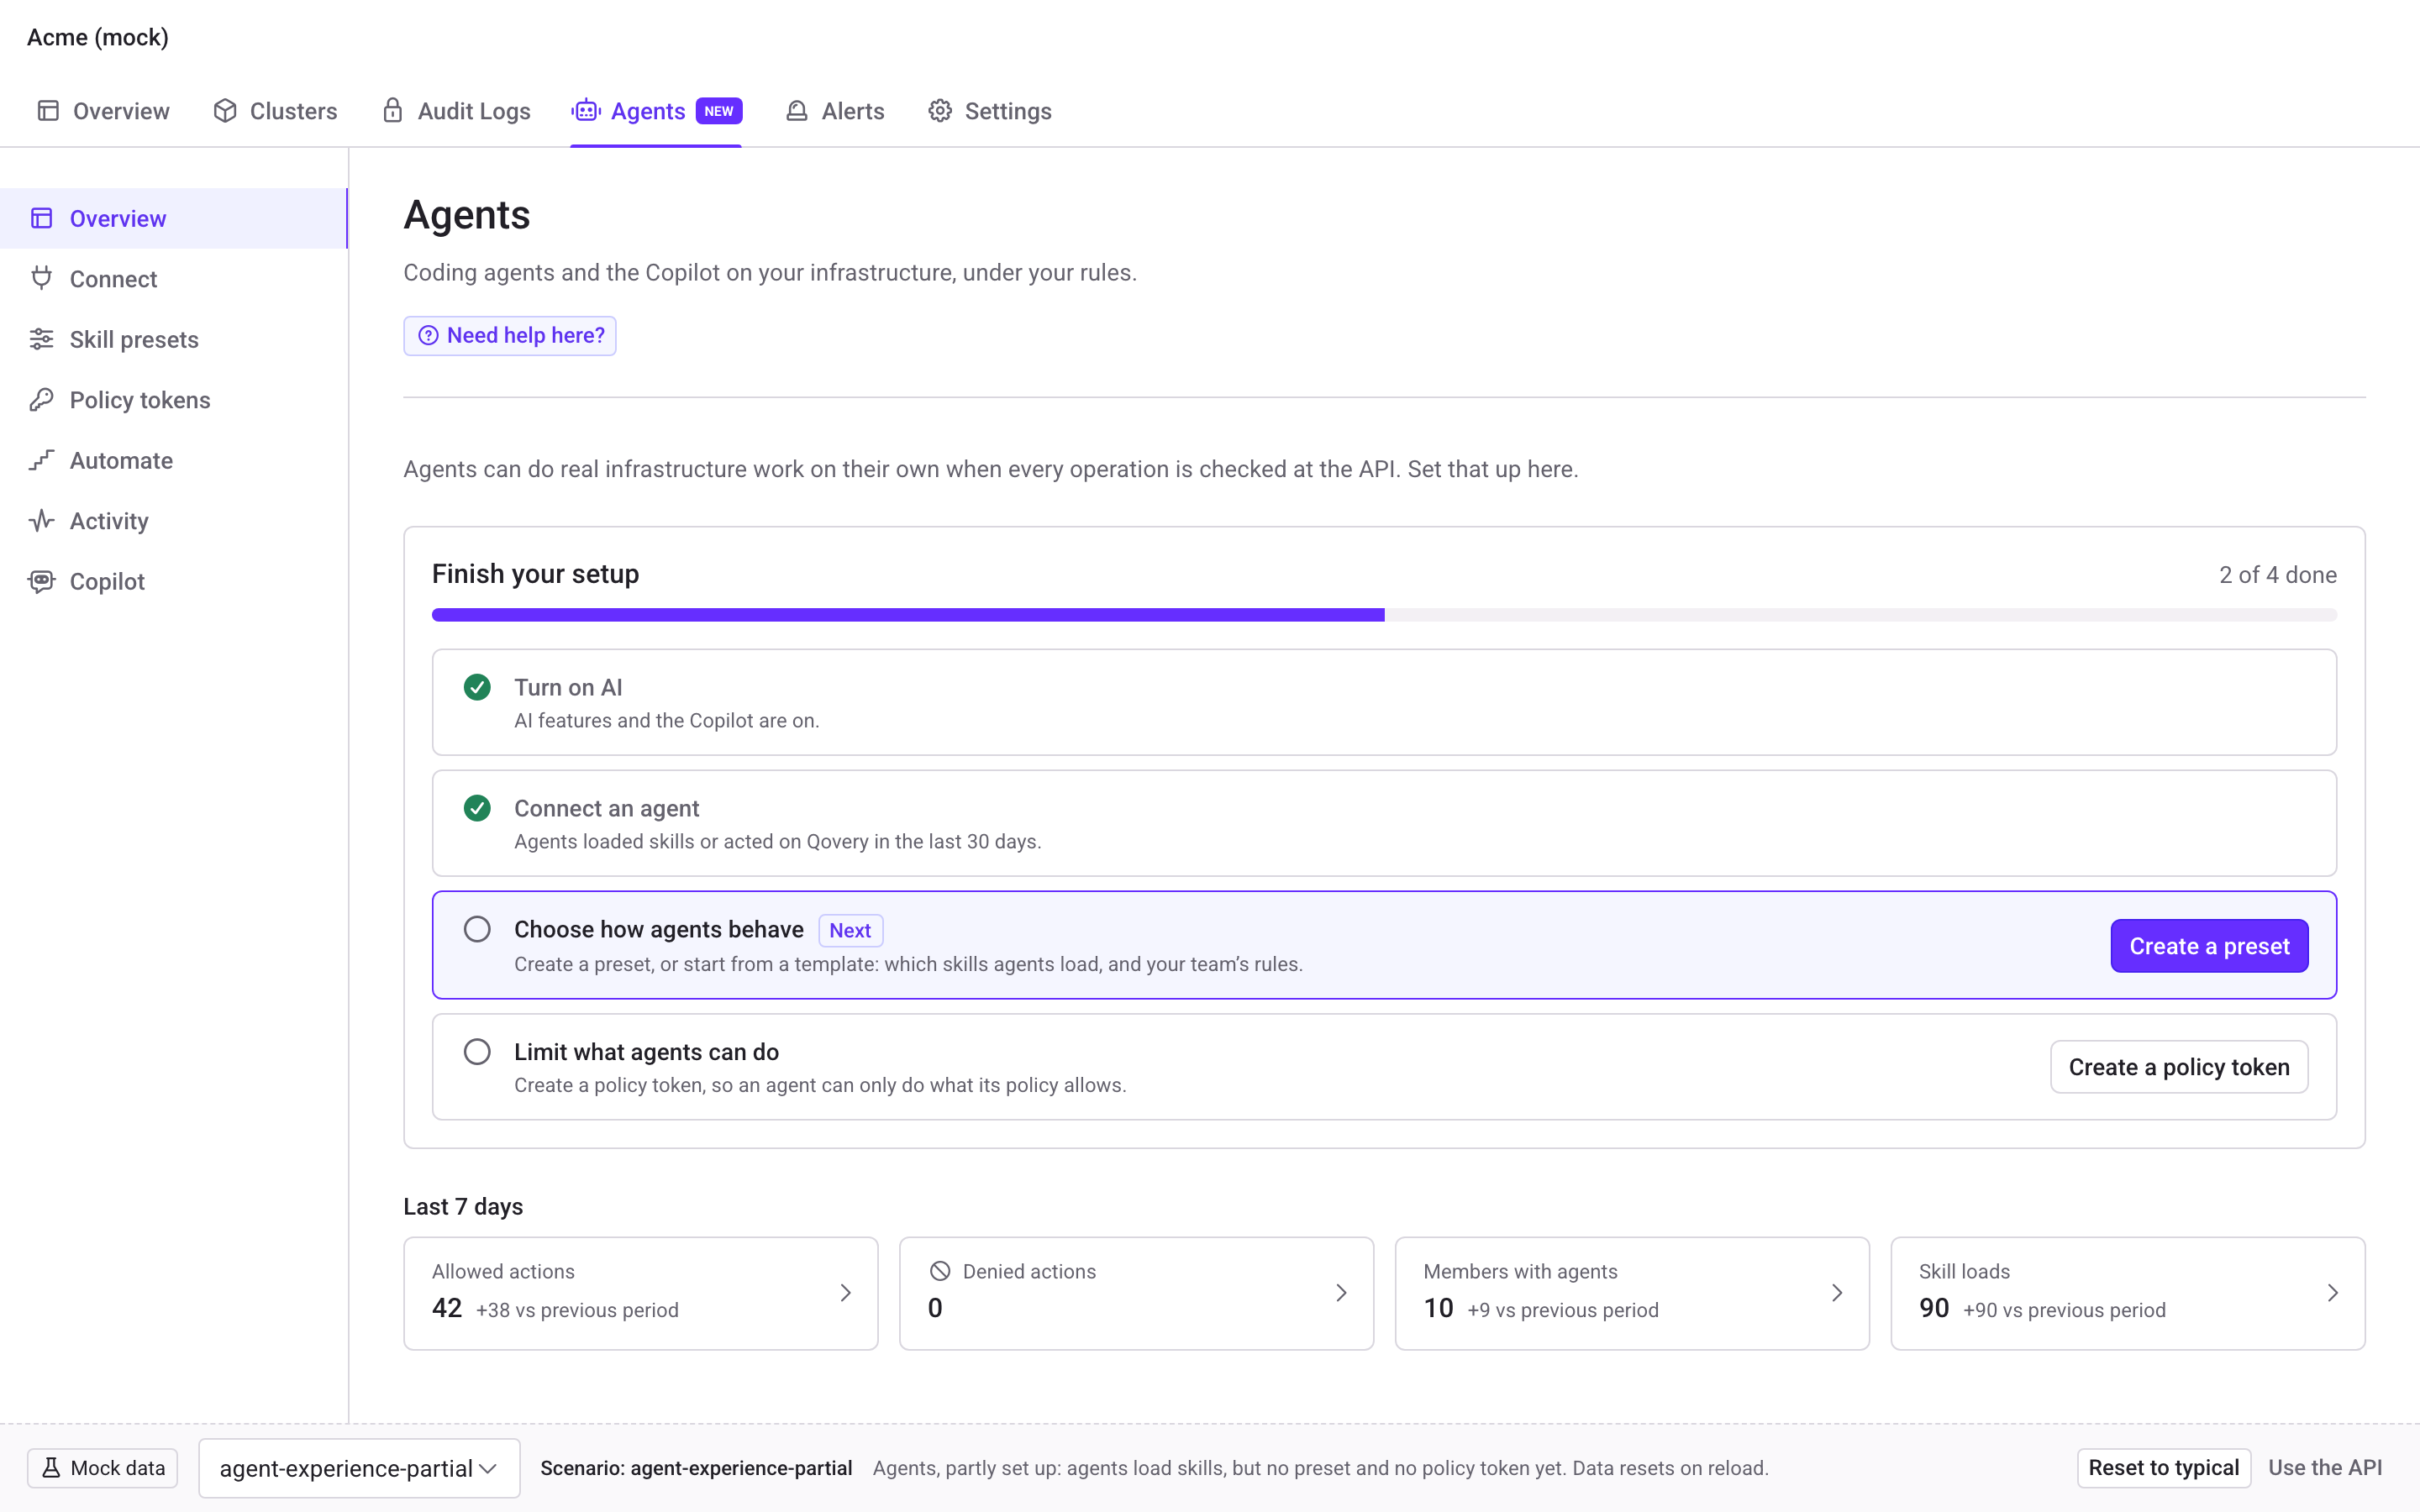 Acme (mock)
Overview
Clusters
Audit Logs
Agents NEW
Alerts
Settings
Overview
Connect
Skill presets
Policy tokens
Automate
Activity
Copilot
Agents
Coding agents and the Copilot on your infrastructure, under your rules.
Need help here?
Agents can do real infrastructure work on their own when every operation is checked at the API. Set that up here.
Finish your setup
2 of 4 done
Turn on AI
AI features and the Copilot are on.
Connect an agent
Agents loaded skills or acted on Qovery in the last 30 days.
Choose how agents behave Next
Create a preset, or start from a template: which skills agents load, and your team’s rules.
Create a preset
Limit what agents can do
Create a policy token, so an agent can only do what its policy allows.
Create a policy token
Last 7 days
Allowed actions
42 +38 vs previous period
Denied actions
0
Members with agents
10 +9 vs previous period
Skill loads
90 +90 vs previous period
Mock data
agent-experience-partial
Scenario: agent-experience-partial
Agents, partly set up: agents load skills, but no preset and no policy token yet. Data resets on reload.
Reset to typical
Use the API